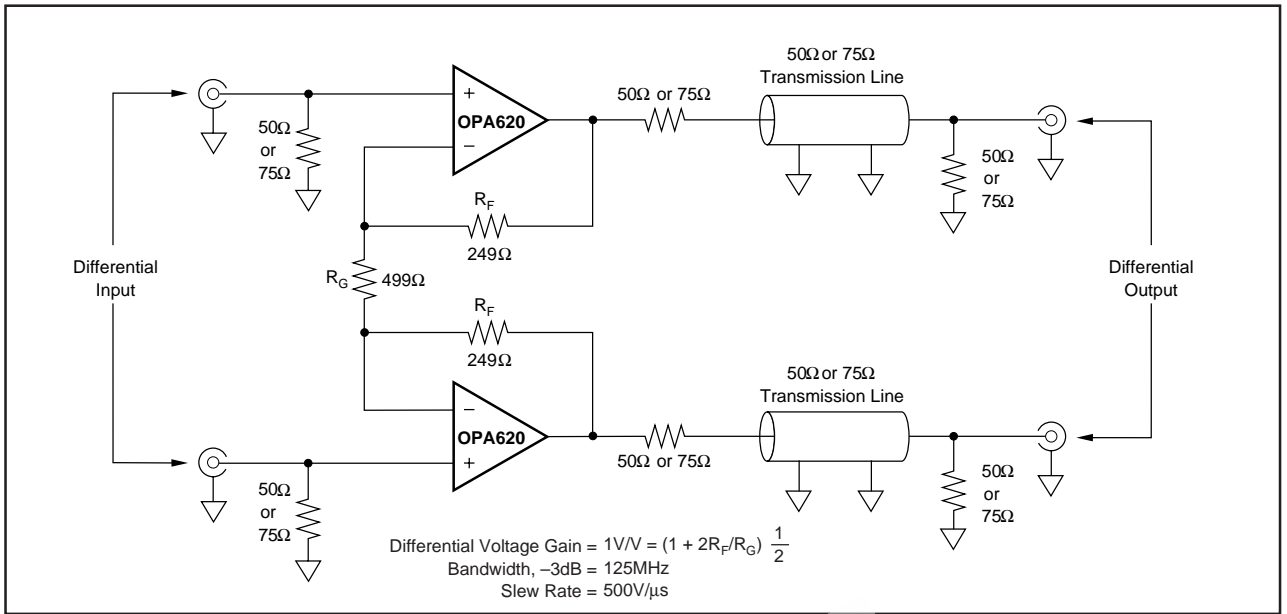 50Ω or 75Ω
Transmission Line
50Ω or 75Ω
+
OPA620
–
50Ω
or
75Ω
50Ω
or
75Ω
R_F
249Ω
Differential
Input
R_G 499Ω
Differential
Output
R_F
249Ω
50Ω or 75Ω
Transmission Line
–
OPA620
+
50Ω or 75Ω
50Ω
or
75Ω
50Ω
or
75Ω
Differential Voltage Gain = 1V/V = (1 + 2R_F/R_G) 1/2
Bandwidth, –3dB = 125MHz
Slew Rate = 500V/μs